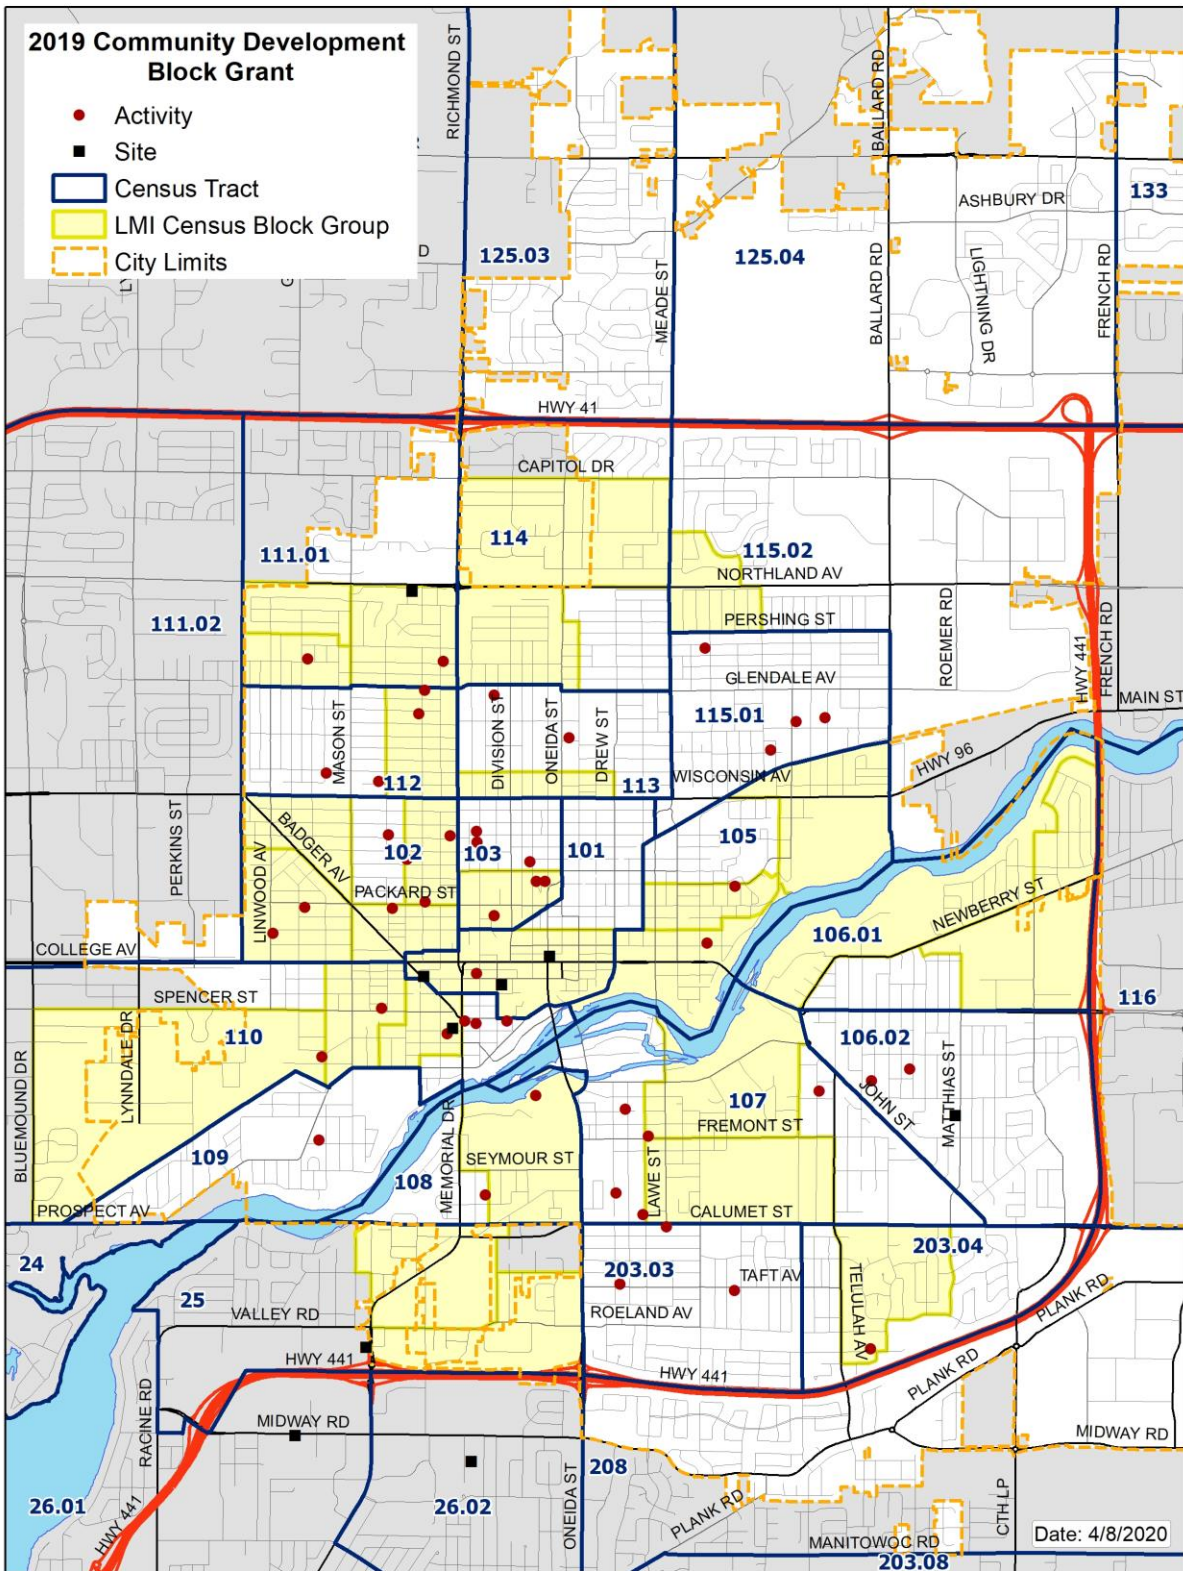 2019 Community Development
Block Grant
Activity
Site
Census Tract
LMI Census Block Group
City Limits
RICHMOND ST
BALLARD RD
133
ASHBURY DR
125.03
125.04
MEADE ST
BALLARD RD
LIGHTNING DR
FRENCH RD
HWY 41
CAPITOL DR
114
111.01
115.02
NORTHLAND AV
111.02
PERSHING ST
ROEMER RD
HWY 441
FRENCH RD
GLENDALE AV
MAIN ST
115.01
MASON ST
DIVISION ST
ONEIDA ST
DREW ST
112
113
WISCONSIN AV
HWY 96
PERKINS ST
BADGER AV
102
103
101
105
LINWOOD AV
PACKARD ST
NEWBERRY ST
COLLEGE AV
106.01
SPENCER ST
116
110
LYNNDALE DR
106.02
BLUEMOUND DR
MATTHIAS ST
JOHN ST
107
FREMONT ST
109
MEMORIAL DR
SEYMOUR ST
LAWE ST
108
PROSPECT AV
CALUMET ST
24
203.04
203.03
TAFT AV
25
TELULAH AV
VALLEY RD
ROELAND AV
PLANK RD
HWY 441
HWY 441
PLANK RD
RACINE RD
MIDWAY RD
MIDWAY RD
208
26.01
HWY 441
26.02
ONEIDA ST
PLANK RD
CTH LP
MANITOWOC RD
Date: 4/8/2020
203.08